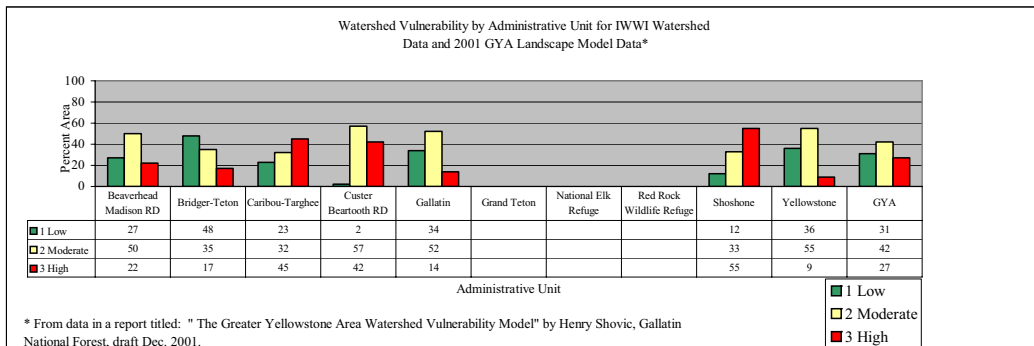 Watershed Vulnerability by Administrative Unit for IWWI Watershed
Data and 2001 GYA Landscape Model Data*
Percent Area
100
80
60
40
20
0
Beaverhead Madison RD Bridger-Teton Caribou-Targhee Custer Beartooth RD Gallatin Grand Teton National Elk Refuge Red Rock Wildlife Refuge Shoshone Yellowstone GYA
1 Low 27 48 23 2 34 12 36 31
2 Moderate 50 35 32 57 52 33 55 42
3 High 22 17 45 42 14 55 9 27
Administrative Unit
1 Low
2 Moderate
3 High
* From data in a report titled: " The Greater Yellowstone Area Watershed Vulnerability Model" by Henry Shovic, Gallatin
National Forest, draft Dec. 2001.